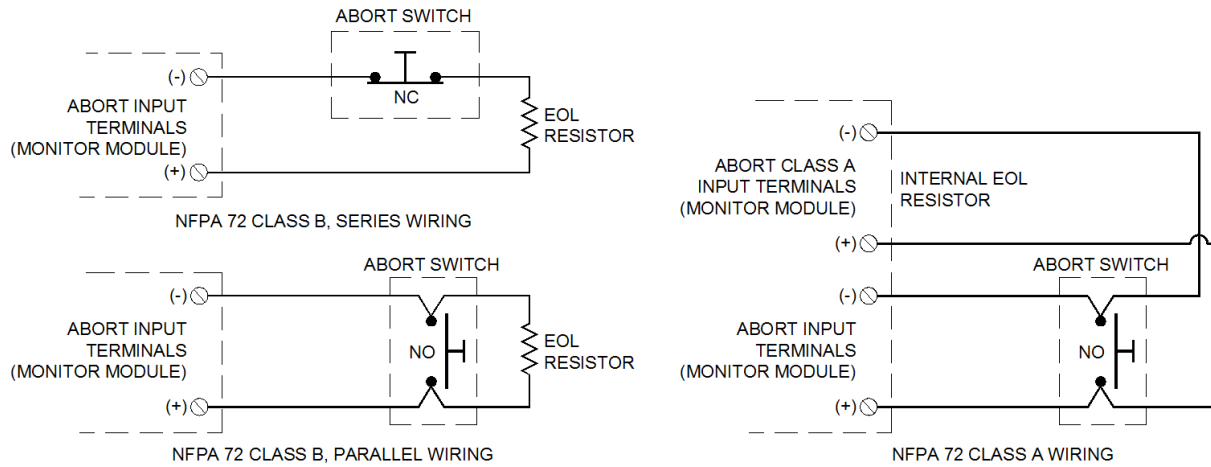 ABORT SWITCH
(-)
NC
ABORT INPUT
TERMINALS
(MONITOR MODULE)
EOL
RESISTOR
(+)
NFPA 72 CLASS B, SERIES WIRING
ABORT SWITCH
(-)
ABORT INPUT
TERMINALS
(MONITOR MODULE)
NO
EOL
RESISTOR
(+)
NFPA 72 CLASS B, PARALLEL WIRING
(-)
ABORT CLASS A
INPUT TERMINALS
(MONITOR MODULE)
INTERNAL EOL
RESISTOR
(+)
ABORT SWITCH
(-)
ABORT INPUT
TERMINALS
(MONITOR MODULE)
NO
(+)
NFPA 72 CLASS A WIRING